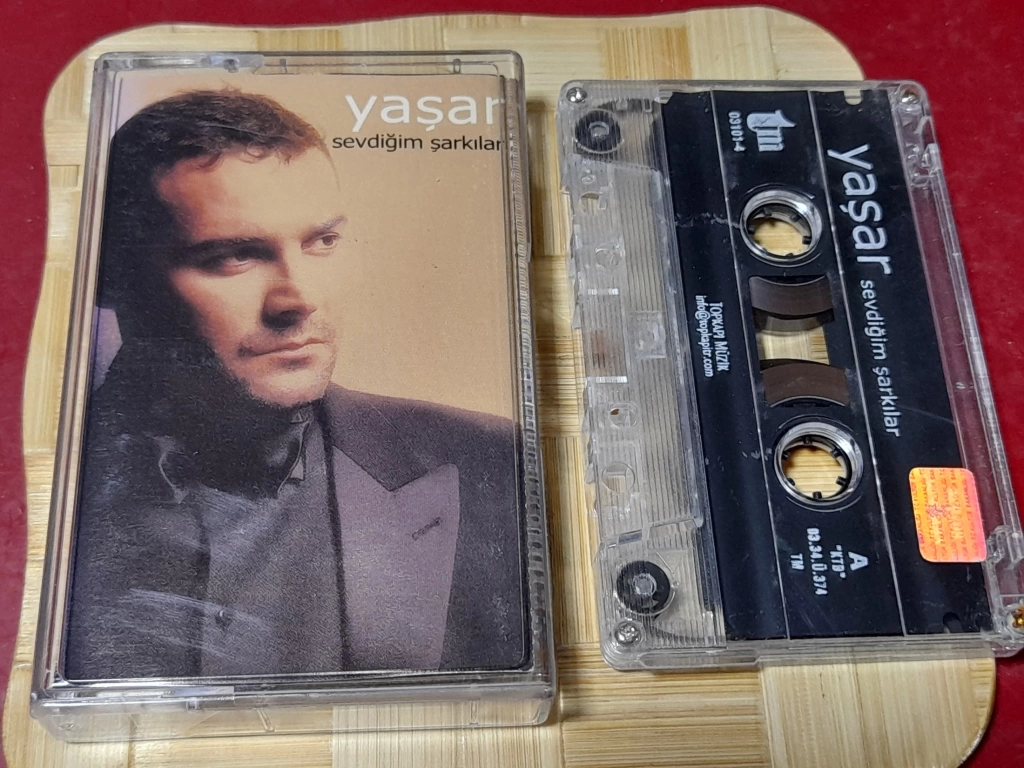 yaşar
sevdiğim şarkılar
tm
03101-4
yaşar sevdiğim şarkılar
TOPKAPI MÜZİK
info@topkapitr.com
A
"KTB"
03.34.Ü.374
TM